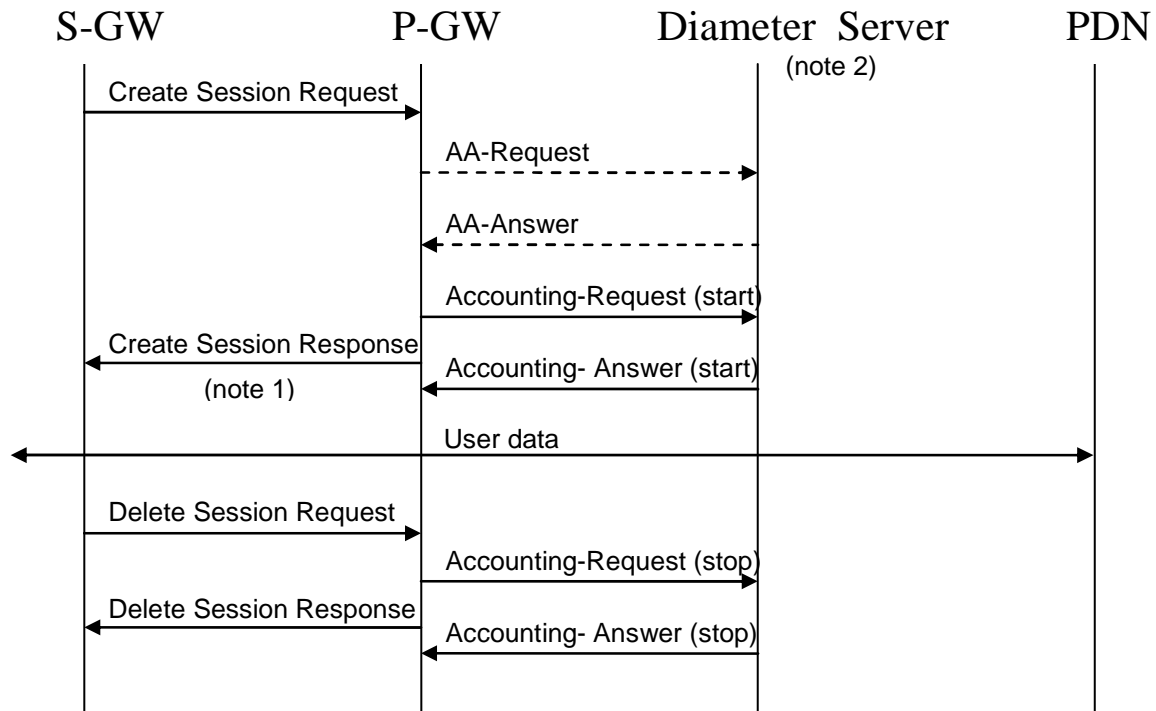 S-GW P-GW Diameter Server PDN
(note 2)
Create Session Request
AA-Request
AA-Answer
Accounting-Request (start)
Create Session Response
Accounting- Answer (start)
(note 1)
User data
Delete Session Request
Accounting-Request (stop)
Delete Session Response
Accounting- Answer (stop)